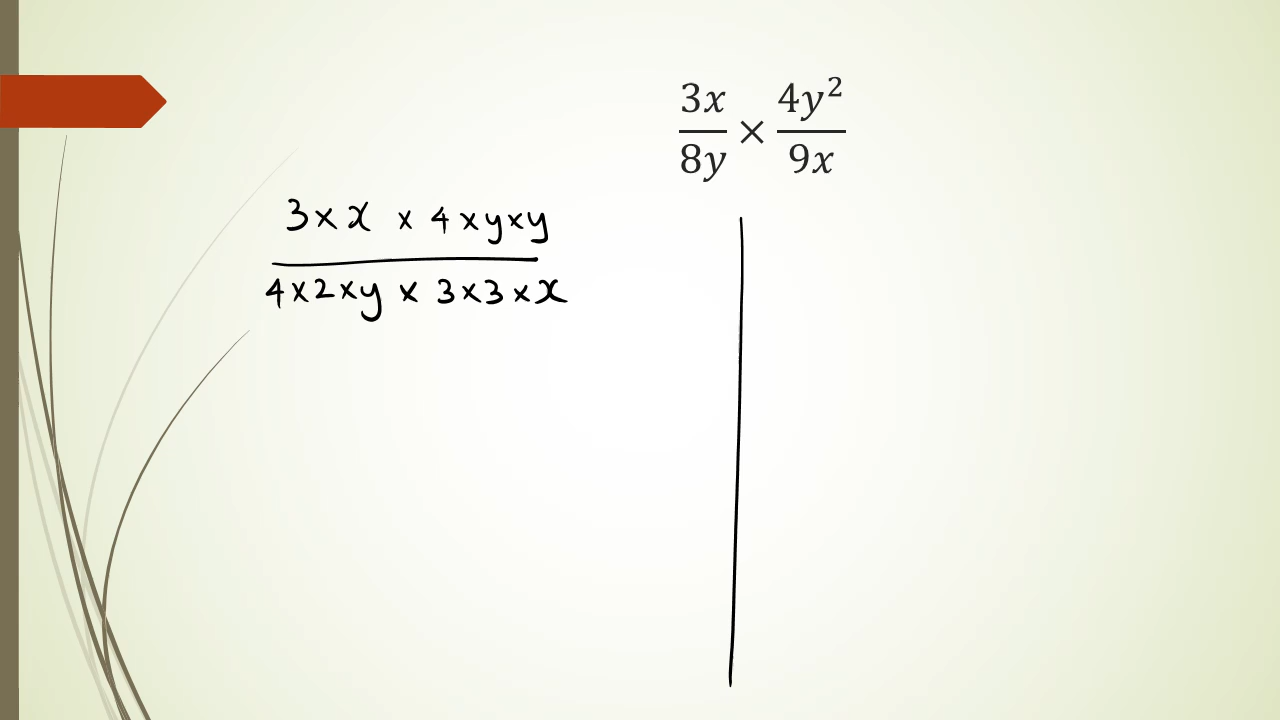 3x/8y × 4y²/9x
3 × x × 4 × y × y
4 × 2 × y × 3 × 3 × x